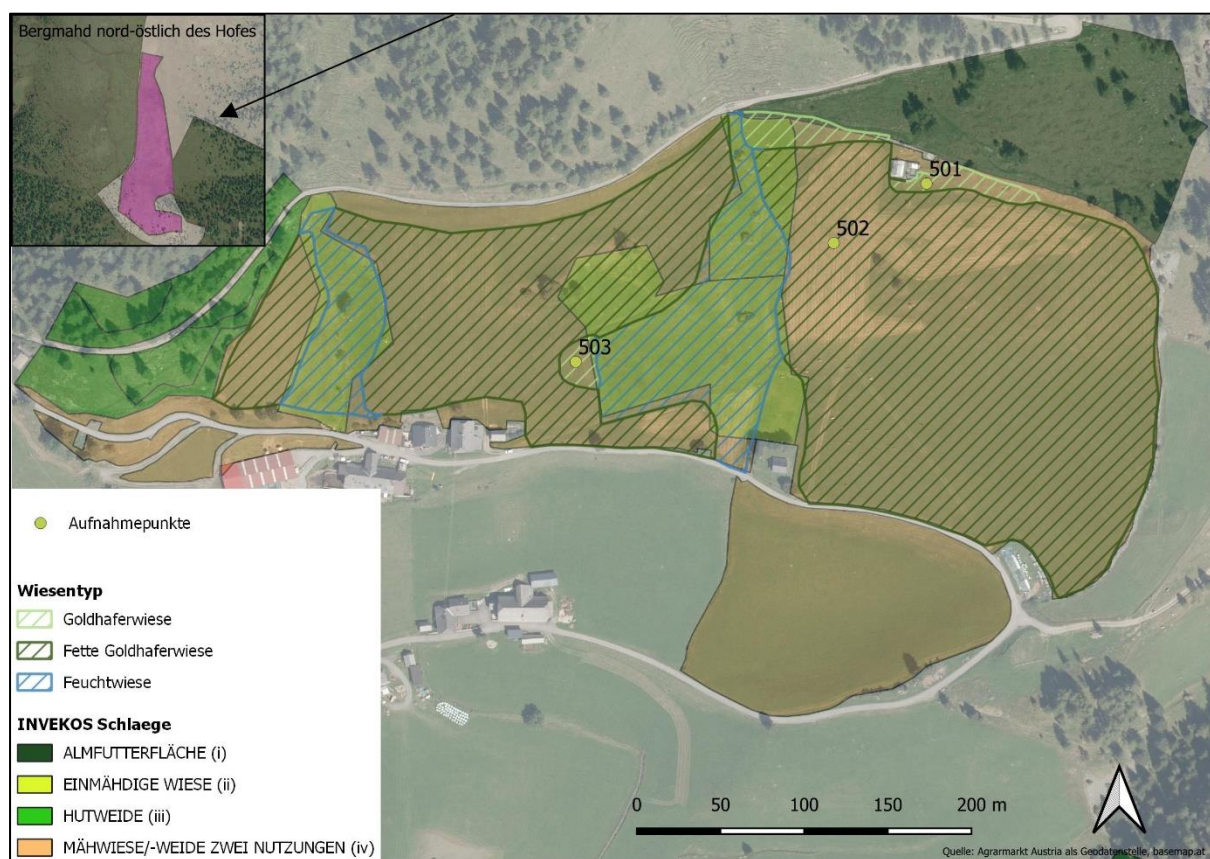 Bergmahd nord-östlich des Hofes
501
502
503
Aufnahmepunkte
Wiesentyp
Goldhaferwiese
Fette Goldhaferwiese
Feuchtwiese
INVEKOS Schlaege
ALMFUTTERFLÄCHE (i)
EINMÄHDIGE WIESE (ii)
HUTWEIDE (iii)
MÄHWIESE/-WEIDE ZWEI NUTZUNGEN (iv)
0 50 100 150 200 m
Quelle: Agrarmarkt Austria als Geodatenstelle, basemap.at